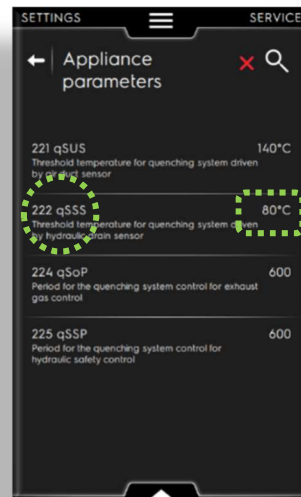 SETTINGS SERVICE
Appliance
parameters
221 qSUS 140°C
Threshold temperature for quenching system driven
by air duct sensor
222 qSSS 80°C
Threshold temperature for quenching system driven
by hydraulic drain sensor
224 qSoP 600
Period for the quenching system control for exhaust
gas control
225 qSSP 600
Period for the quenching system control for
hydraulic safety control